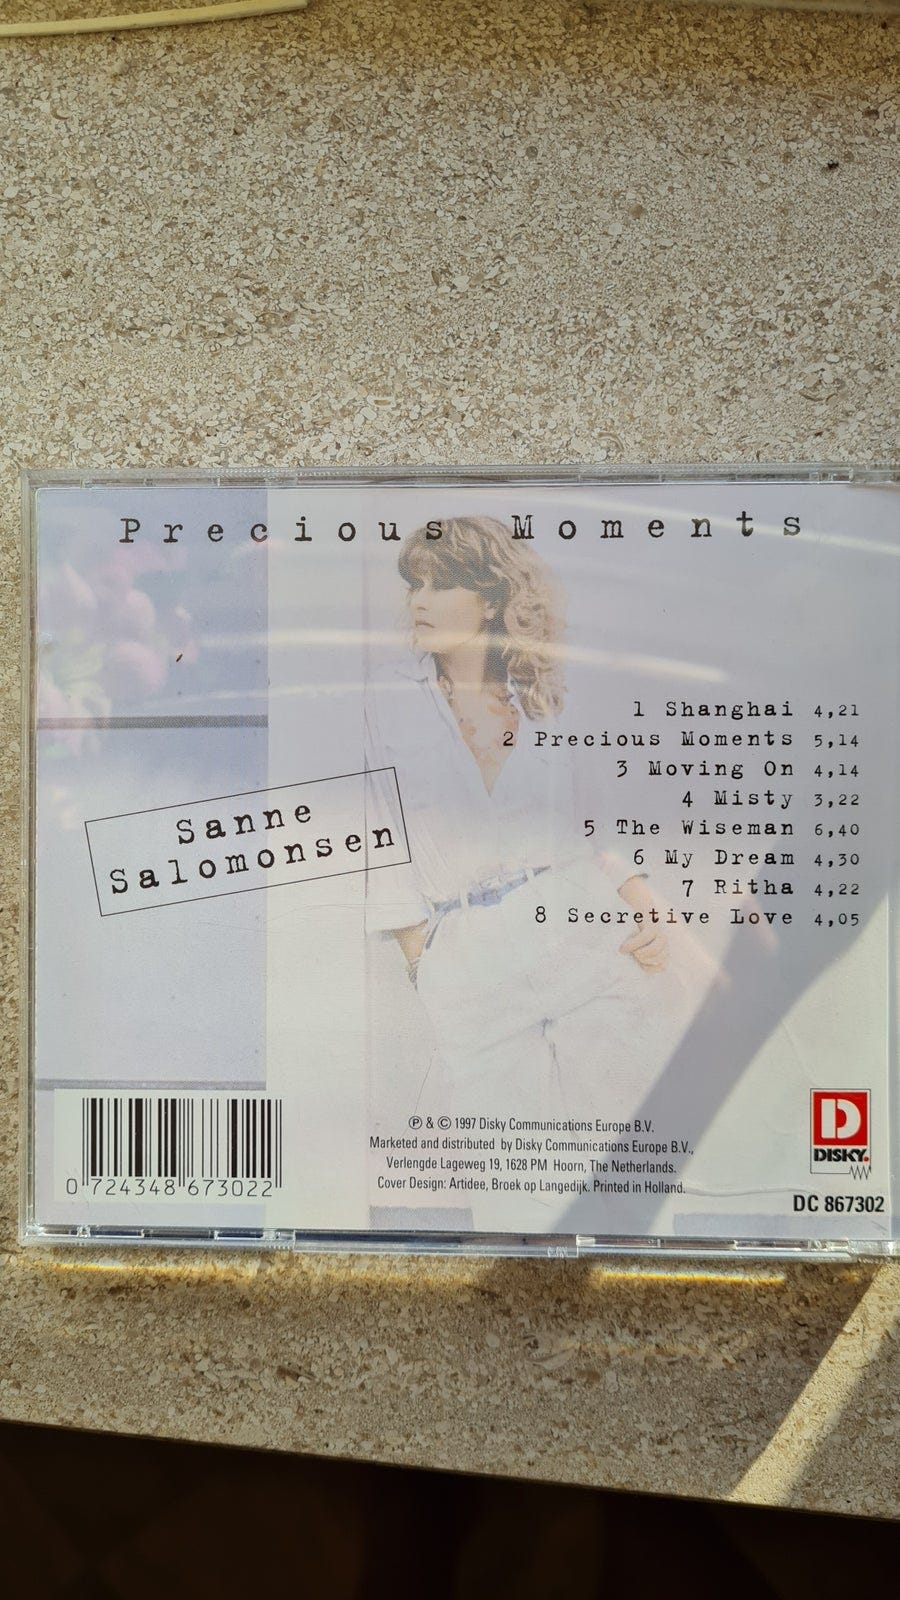 Precious Moments
1 Shanghai 4,21
2 Precious Moments 5,14
3 Moving On 4,14
4 Misty 3,22
5 The Wiseman 6,40
6 My Dream 4,30
7 Ritha 4,22
8 Secretive Love 4,05
Sanne
Salomonsen
0 724348 673022
℗ & © 1997 Disky Communications Europe B.V.
Marketed and distributed by Disky Communications Europe B.V.,
Verlengde Lageweg 19, 1628 PM Hoorn, The Netherlands.
Cover Design: Artidee, Broek op Langedijk. Printed in Holland.
D
DISKY.
DC 867302